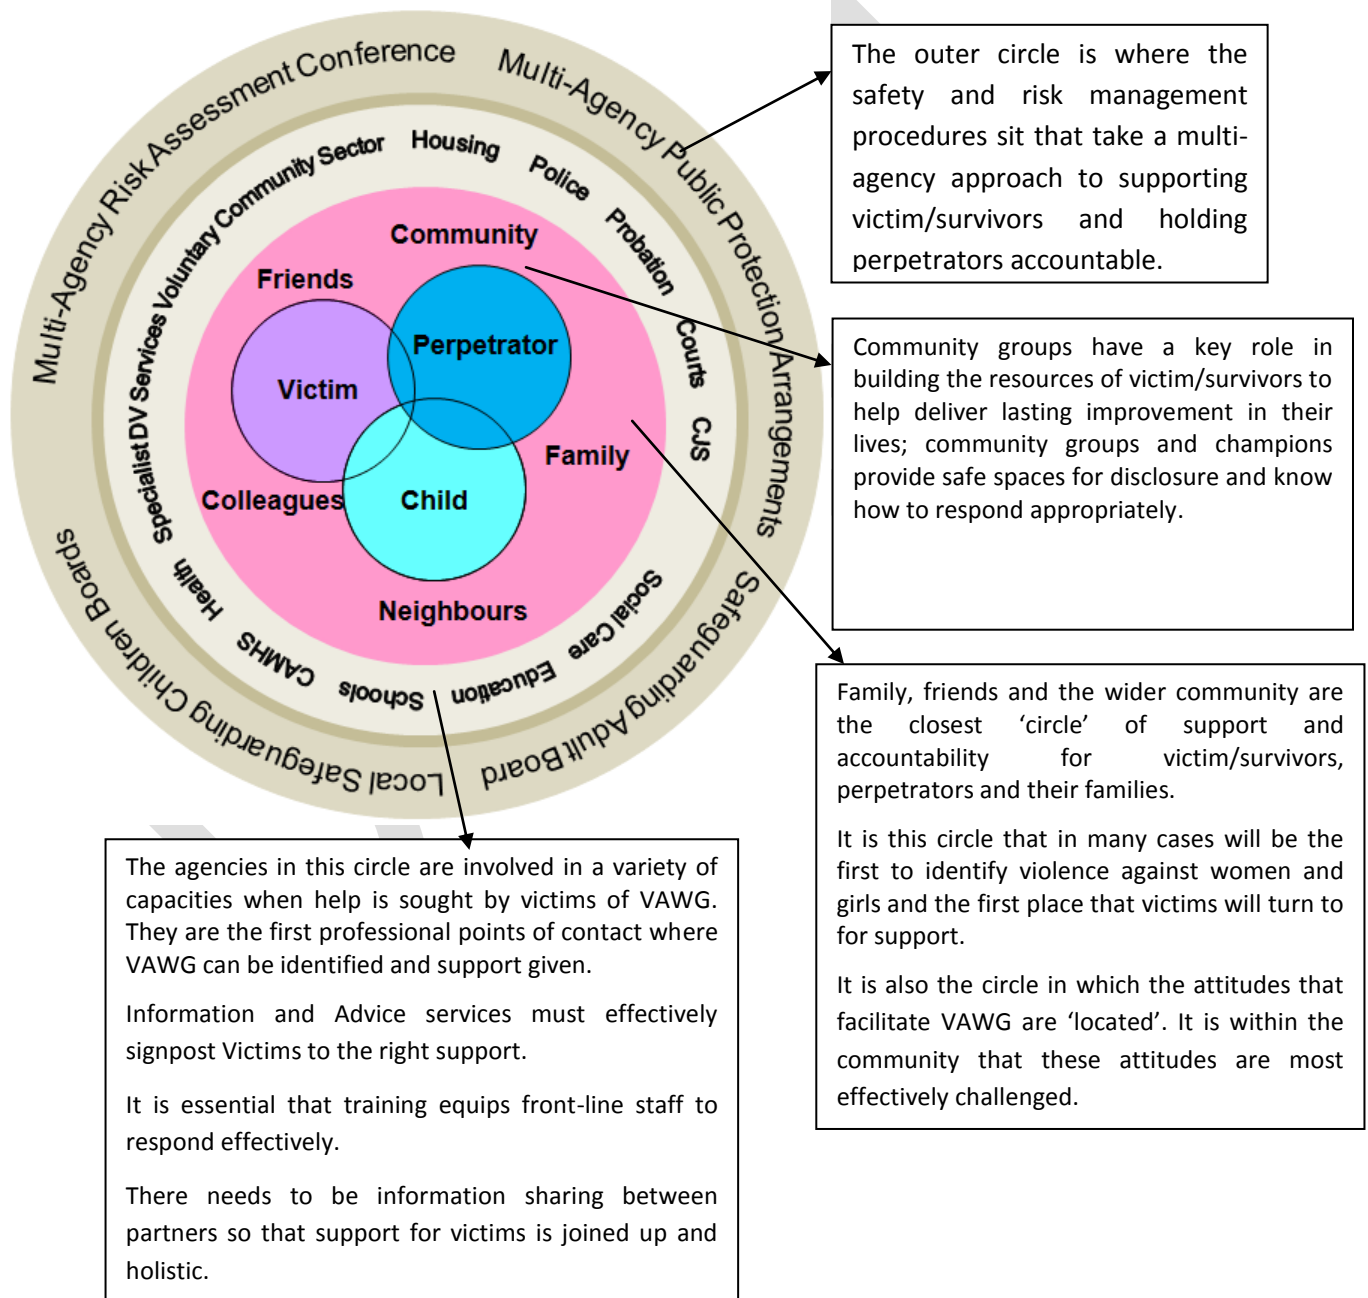 Multi-Agency Risk Assessment Conference
Multi-Agency Public Protection Arrangements
Safeguarding Adult Board
Local Safeguarding Children Boards
Specialist DV Services
Voluntary Community Sector
Housing
Police
Probation
Courts
CJS
Social Care
Education
Schools
CAMHS
Health
Community
Friends
Perpetrator
Victim
Family
Colleagues
Child
Neighbours
The outer circle is where the
safety and risk management
procedures sit that take a multi-
agency approach to supporting
victim/survivors and holding
perpetrators accountable.
Community groups have a key role in
building the resources of victim/survivors to
help deliver lasting improvement in their
lives; community groups and champions
provide safe spaces for disclosure and know
how to respond appropriately.
Family, friends and the wider community are
the closest ‘circle’ of support and
accountability for victim/survivors,
perpetrators and their families.
It is this circle that in many cases will be the
first to identify violence against women and
girls and the first place that victims will turn to
for support.
It is also the circle in which the attitudes that
facilitate VAWG are ‘located’. It is within the
community that these attitudes are most
effectively challenged.
The agencies in this circle are involved in a variety of
capacities when help is sought by victims of VAWG.
They are the first professional points of contact where
VAWG can be identified and support given.
Information and Advice services must effectively
signpost Victims to the right support.
It is essential that training equips front-line staff to
respond effectively.
There needs to be information sharing between
partners so that support for victims is joined up and
holistic.